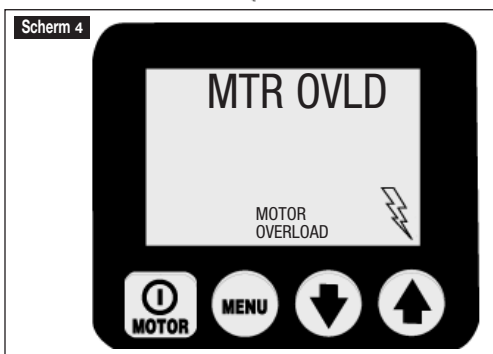 Scherm 4
MTR OVLD
MOTOR
OVERLOAD
MOTOR
MENU